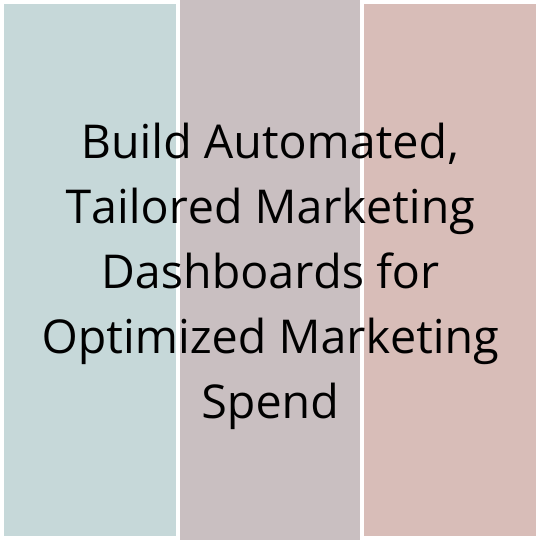 Build Automated,
Tailored Marketing
Dashboards for
Optimized Marketing
Spend